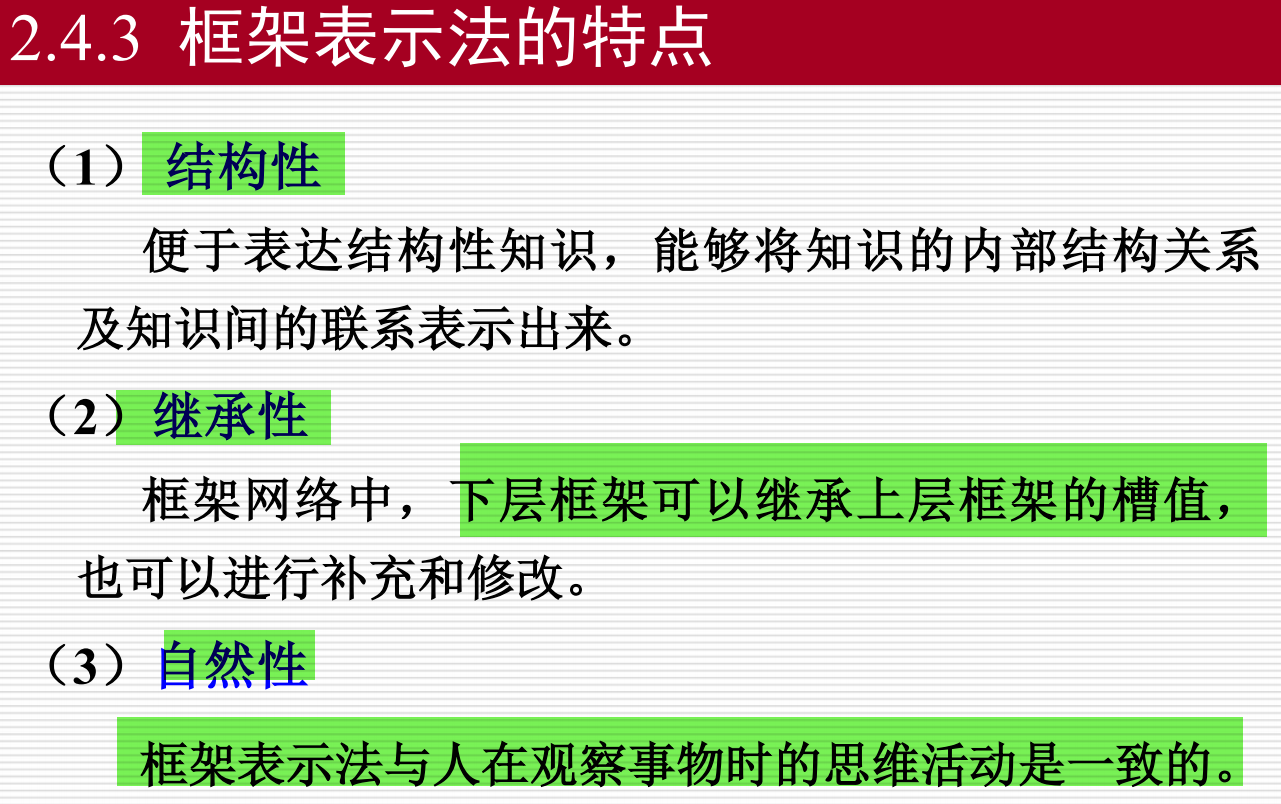 2.4.3 框架表示法的特点
（1） 结构性
便于表达结构性知识，能够将知识的内部结构关系
及知识间的联系表示出来。
（2）继承性
框架网络中，下层框架可以继承上层框架的槽值，
也可以进行补充和修改。
（3）自然性
框架表示法与人在观察事物时的思维活动是一致的。